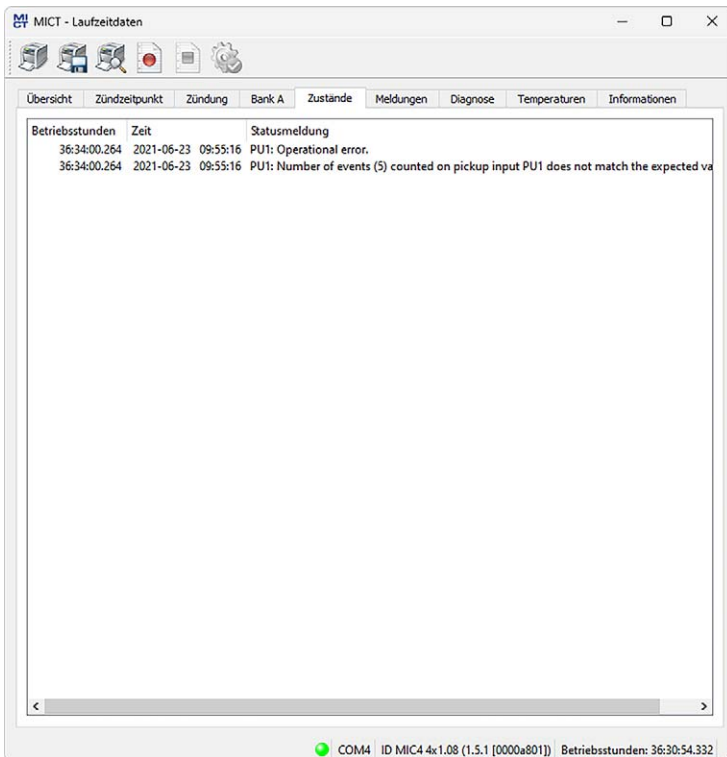 MICT - Laufzeitdaten
Übersicht Zündzeitpunkt Zündung Bank A Zustände Meldungen Diagnose Temperaturen Informationen
Betriebsstunden Zeit Statusmeldung
36:34:00.264 2021-06-23 09:55:16 PU1: Operational error.
36:34:00.264 2021-06-23 09:55:16 PU1: Number of events (5) counted on pickup input PU1 does not match the expected va
COM4 ID MIC4 4x1.08 (1.5.1 [0000a801]) Betriebsstunden: 36:30:54.332